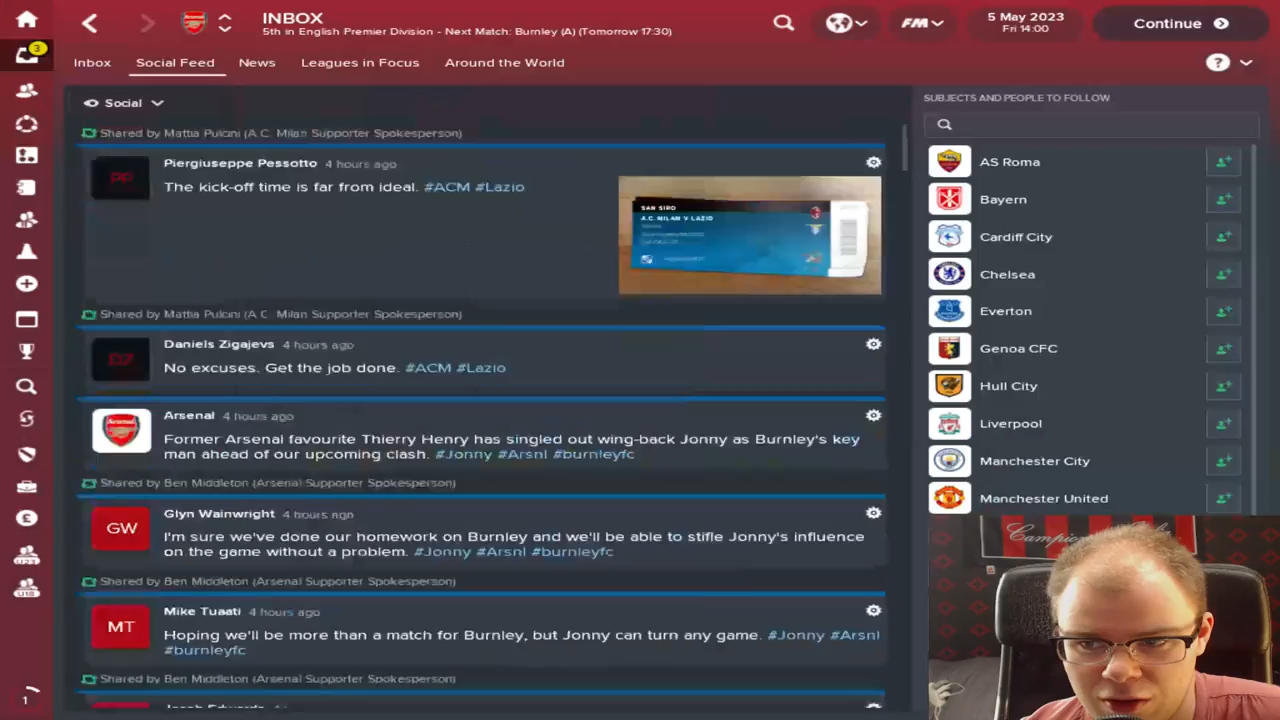 INBOX
5th in English Premier Division - Next Match: Burnley (A) (Tomorrow 17:30)
FM
5 May 2023
Fri 14:00
Continue
3
Inbox
Social Feed
News
Leagues in Focus
Around the World
?
Social
Shared by Mattia Pulcini (A.C. Milan Supporter Spokesperson)
Piergiuseppe Pessotto 4 hours ago
The kick-off time is far from ideal. #ACM #Lazio
PP
SAN SIRO
A.C. MILAN V LAZIO
Shared by Mattia Pulcini (A.C. Milan Supporter Spokesperson)
DZ
Daniels Zigajevs 4 hours ago
No excuses. Get the job done. #ACM #Lazio
Arsenal 4 hours ago
Former Arsenal favourite Thierry Henry has singled out wing-back Jonny as Burnley's key
man ahead of our upcoming clash. #Jonny #Arsnl #burnleyfc
Shared by Ben Middleton (Arsenal Supporter Spokesperson)
GW
Glyn Wainwright 4 hours ago
I'm sure we've done our homework on Burnley and we'll be able to stifle Jonny's influence
on the game without a problem. #Jonny #Arsnl #burnleyfc
Shared by Ben Middleton (Arsenal Supporter Spokesperson)
MT
Mike Tuaati 4 hours ago
Hoping we'll be more than a match for Burnley, but Jonny can turn any game. #Jonny #Arsnl
#burnleyfc
Shared by Ben Middleton (Arsenal Supporter Spokesperson)
SUBJECTS AND PEOPLE TO FOLLOW
AS Roma
Bayern
Cardiff City
Chelsea
Everton
Genoa CFC
Hull City
Liverpool
Manchester City
Manchester United
U23
U18
1